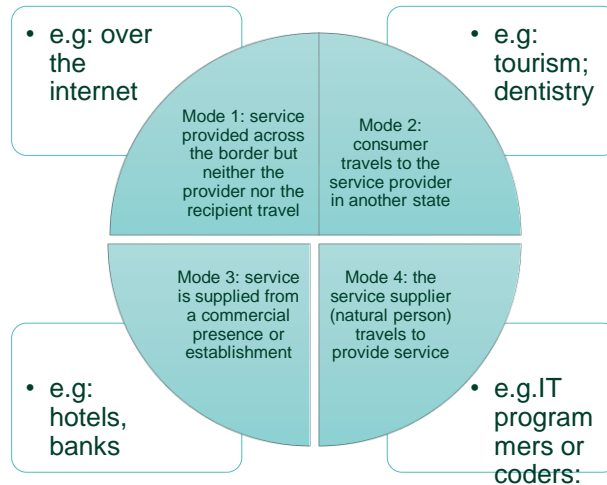 • e.g: over
the
internet
• e.g:
tourism;
dentistry
Mode 1: service
provided across
the border but
neither the
provider nor the
recipient travel
Mode 2:
consumer
travels to the
service provider
in another state
Mode 3: service
is supplied from
a commercial
presence or
establishment
Mode 4: the
service supplier
(natural person)
travels to
provide service
• e.g:
hotels,
banks
• e.g.IT
program
mers or
coders: